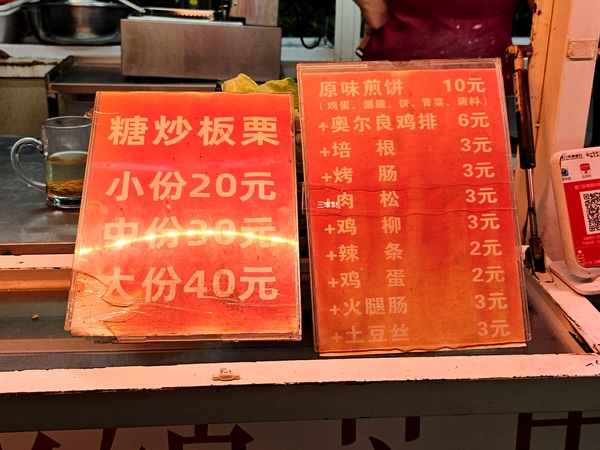 糖炒板栗
小份20元
中份30元
大份40元
原味煎饼 10元
(鸡蛋、薄脆、饼、青菜、调料)
+奥尔良鸡排 6元
+培根 3元
+烤肠 3元
+肉松 3元
+鸡柳 3元
+辣条 2元
+鸡蛋 2元
+火腿肠 3元
+土豆丝 3元